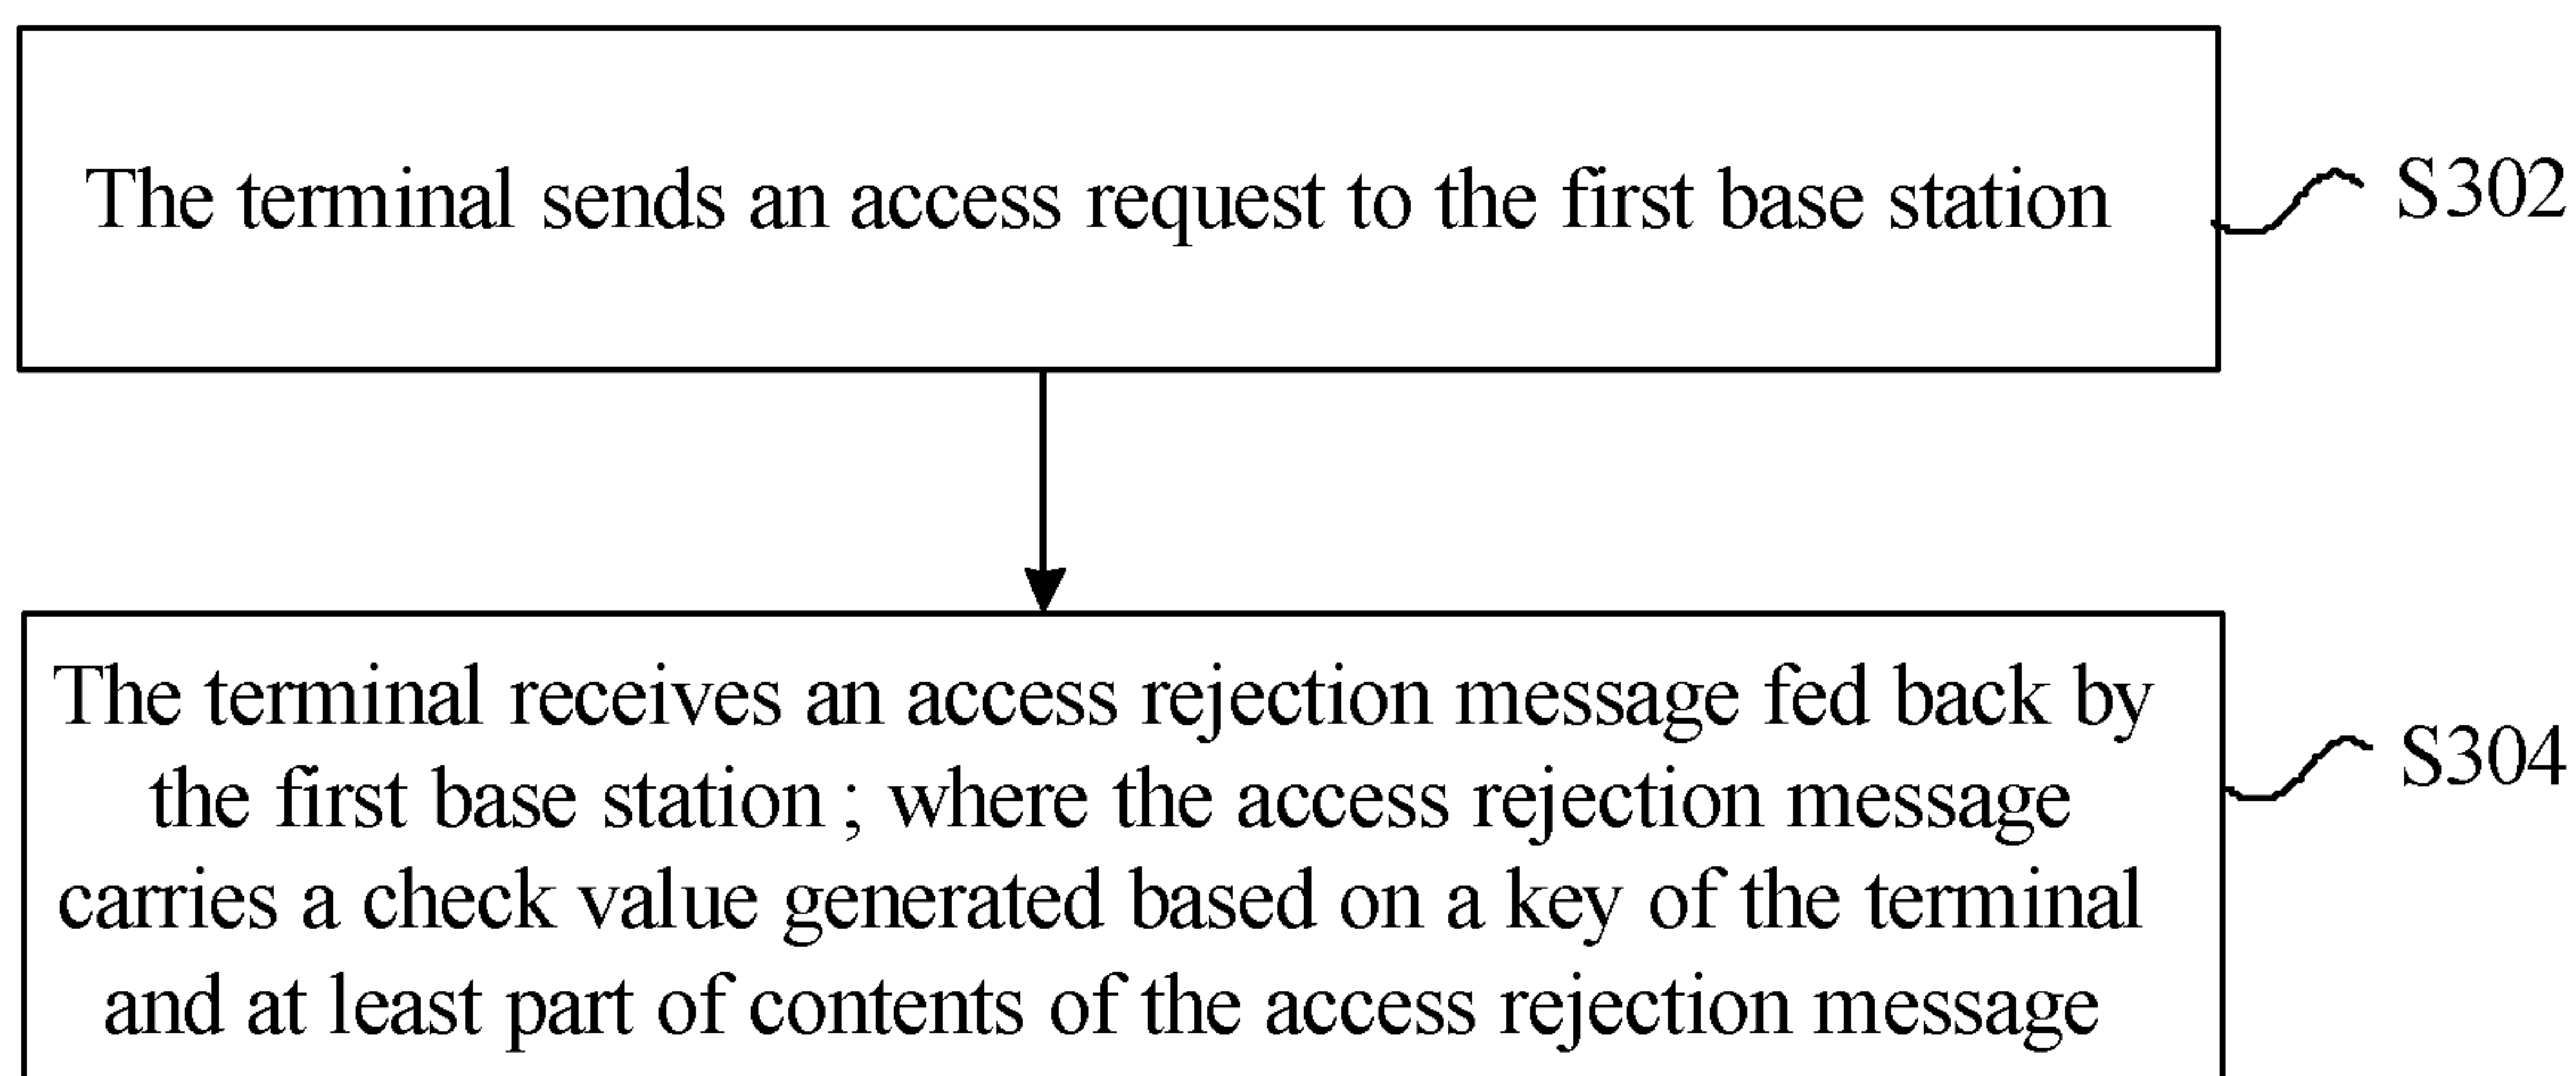 The terminal sends an access request to the first base station
S302
The terminal receives an access rejection message fed back by
the first base station ; where the access rejection message
carries a check value generated based on a key of the terminal
and at least part of contents of the access rejection message
S304